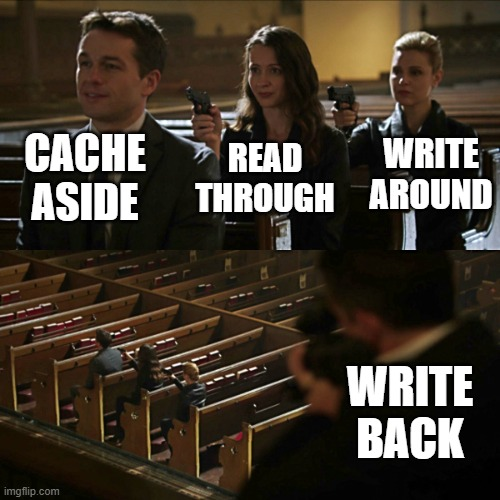 CACHE
ASIDE
READ
THROUGH
WRITE
AROUND
WRITE
BACK
imgflip.com